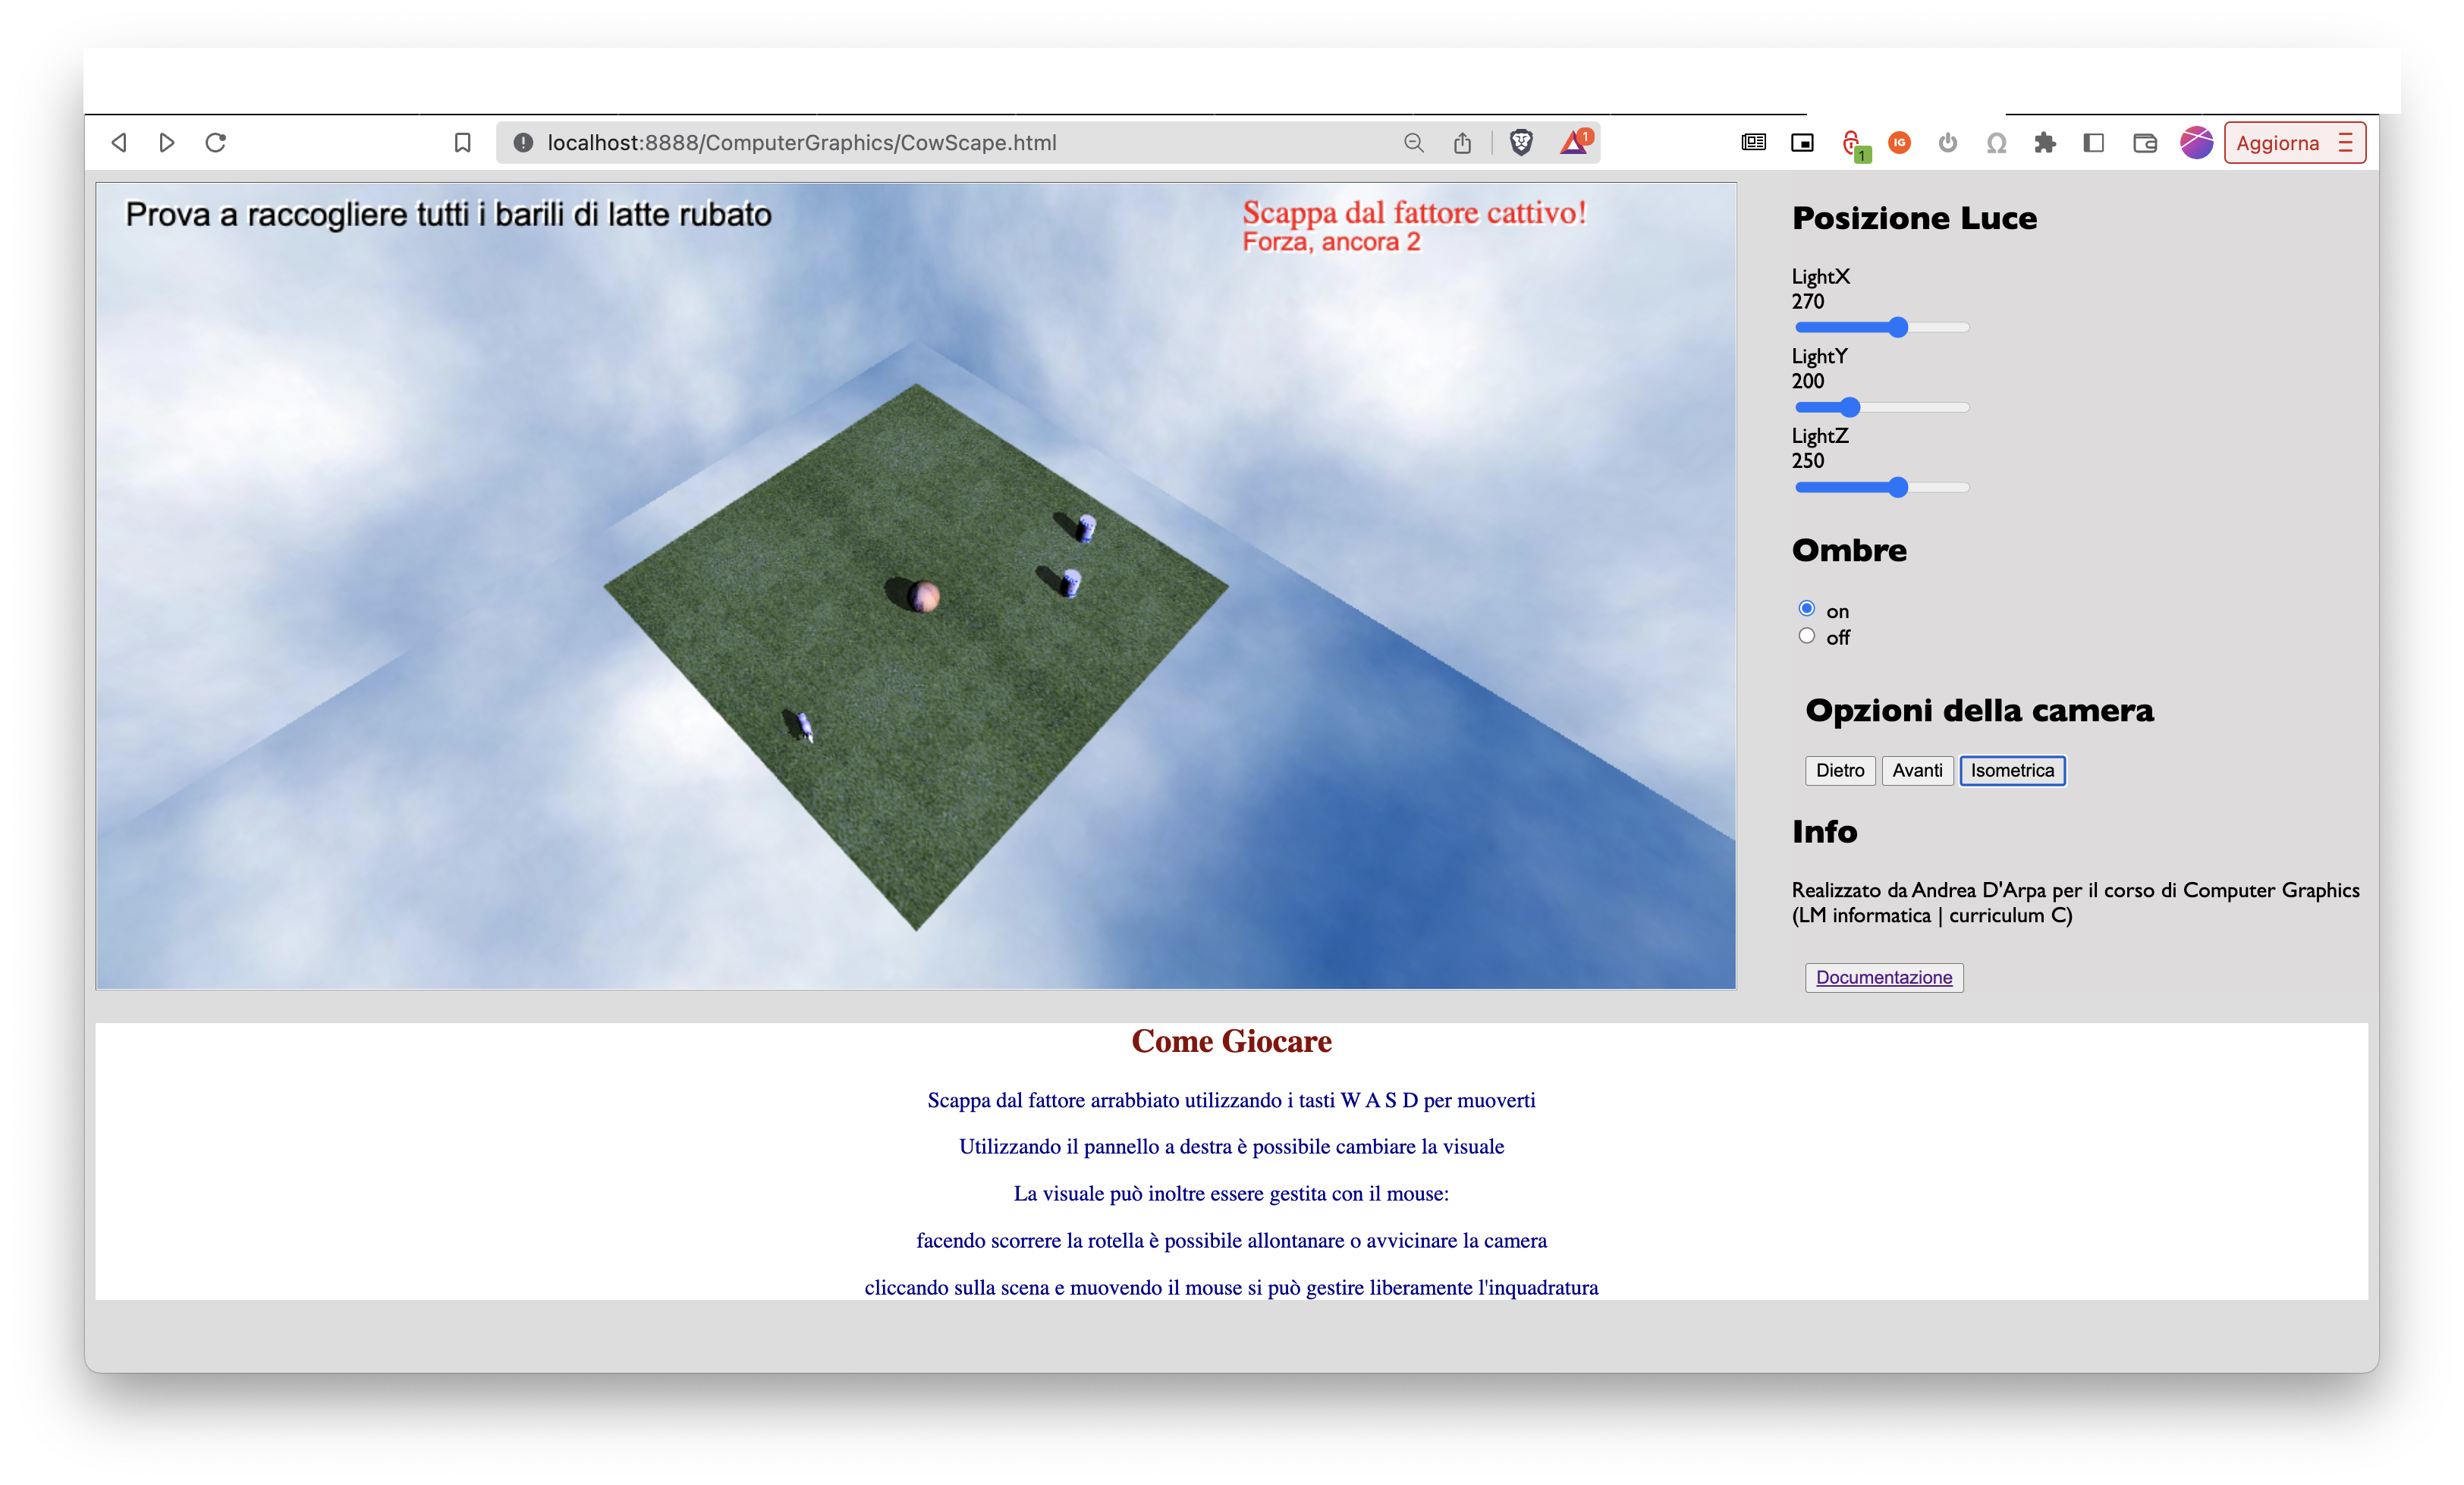 localhost:8888/ComputerGraphics/CowScape.html
1
1
IG
Aggiorna
Prova a raccogliere tutti i barili di latte rubato
Scappa dal fattore cattivo!
Forza, ancora 2
Posizione Luce
LightX
270
LightY
200
LightZ
250
Ombre
on
off
Opzioni della camera
Dietro Avanti Isometrica
Info
Realizzato da Andrea D'Arpa per il corso di Computer Graphics
(LM informatica | curriculum C)
Documentazione
Come Giocare
Scappa dal fattore arrabbiato utilizzando i tasti W A S D per muoverti
Utilizzando il pannello a destra è possibile cambiare la visuale
La visuale può inoltre essere gestita con il mouse:
facendo scorrere la rotella è possibile allontanare o avvicinare la camera
cliccando sulla scena e muovendo il mouse si può gestire liberamente l'inquadratura